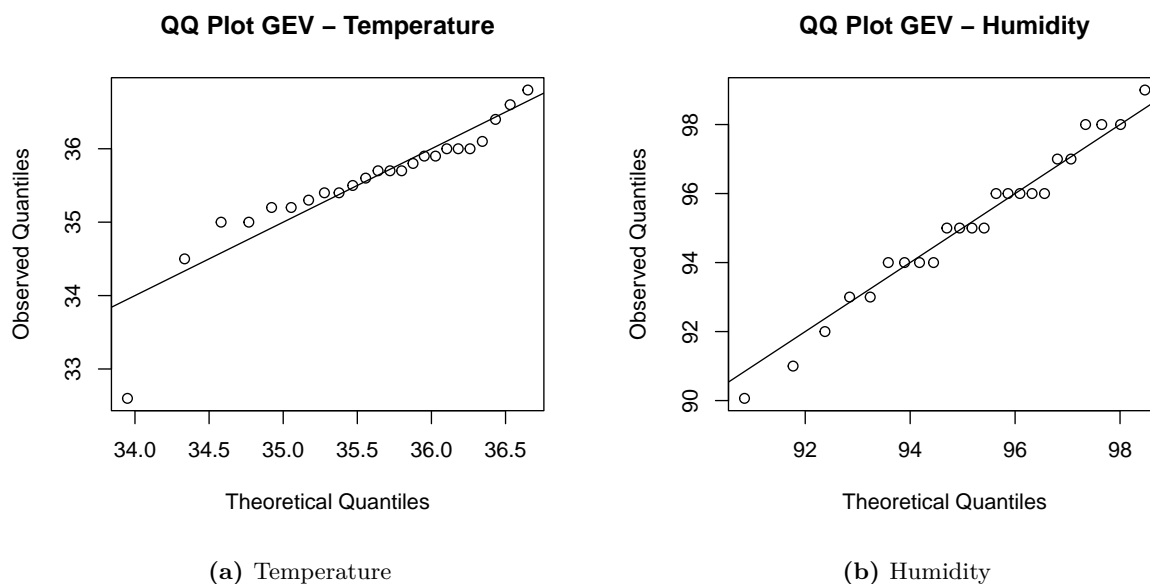 QQ Plot GEV – Temperature
Observed Quantiles
36
35
34
33
34.0 34.5 35.0 35.5 36.0 36.5
Theoretical Quantiles
(a) Temperature
QQ Plot GEV – Humidity
Observed Quantiles
98
96
94
92
90
92 94 96 98
Theoretical Quantiles
(b) Humidity